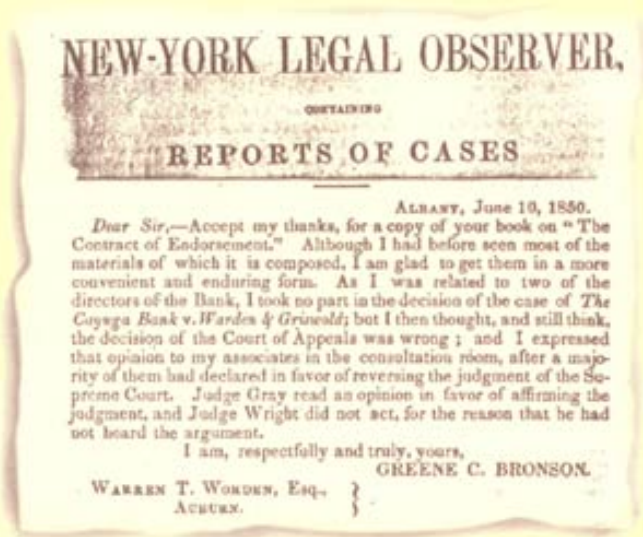 NEW-YORK LEGAL OBSERVER,
CONTAINING
REPORTS OF CASES
ALBANY, June 10, 1850.
Dear Sir,—Accept my thanks, for a copy of your book on "The
Contract of Endorsement." Although I had before seen most of the
materials of which it is composed, I am glad to get them in a more
convenient and enduring form. As I was related to two of the
directors of the Bank, I took no part in the decision of the case of The
Cayuga Bank v. Warden & Griswold; but I then thought, and still think,
the decision of the Court of Appeals was wrong; and I expressed
that opinion to my associates in the consultation room, after a majo-
rity of them had declared in favor of reversing the judgment of the Su-
preme Court. Judge Gray read an opinion in favor of affirming the
judgment, and Judge Wright did not act, for the reason that he had
not heard the argument.
I am, respectfully and truly, yours,
GREENE C. BRONSON.
WARREN T. WORDEN, Esq., }
AUBURN. }